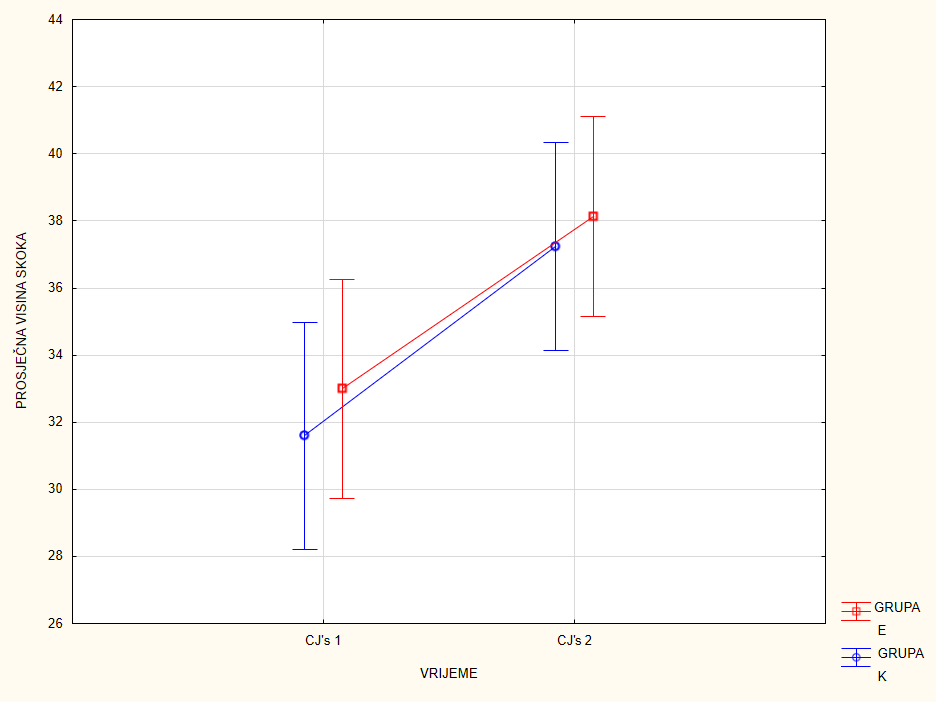 44
42
40
38
36
34
32
30
28
26
PROSJEČNA VISINA SKOKA
CJ's 1
CJ's 2
VRIJEME
GRUPA
E
GRUPA
K